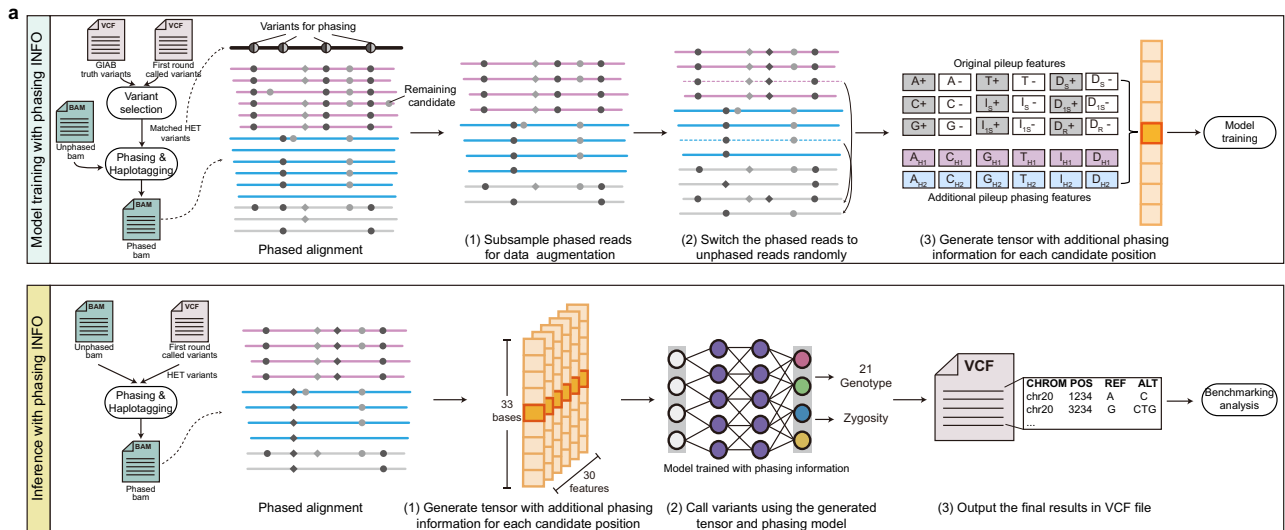 a
Model training with phasing INFO
VCF
VCF
GIAB
truth variants
First round
called variants
Variant
selection
BAM
Unphased
bam
Matched HET
variants
Phasing &
Haplotagging
BAM
Phased
bam
Variants for phasing
Remaining
candidate
Phased alignment
(1) Subsample phased reads
for data augmentation
(2) Switch the phased reads to
unphased reads randomly
Original pileup features
A+ A- T+ T- DS+ DS-
C+ C- IS+ IS- D1S+ D1S-
G+ G- I1S+ I1S- DR+ DR-
AH1 CH1 GH1 TH1 IH1 DH1
AH2 CH2 GH2 TH2 IH2 DH2
Additional pileup phasing features
(3) Generate tensor with additional phasing
information for each candidate position
Model
training
Inference with phasing INFO
BAM
VCF
Unphased
bam
First round
called variants
HET variants
Phasing &
Haplotagging
BAM
Phased
bam
Phased alignment
33
bases
30
features
(1) Generate tensor with additional phasing
information for each candidate position
21
Genotype
Zygosity
Model trained with phasing information
(2) Call variants using the generated
tensor and phasing model
VCF
CHROM POS REF ALT
chr20 1234 A C
chr20 3234 G CTG
...
(3) Output the final results in VCF file
Benchmarking
analysis